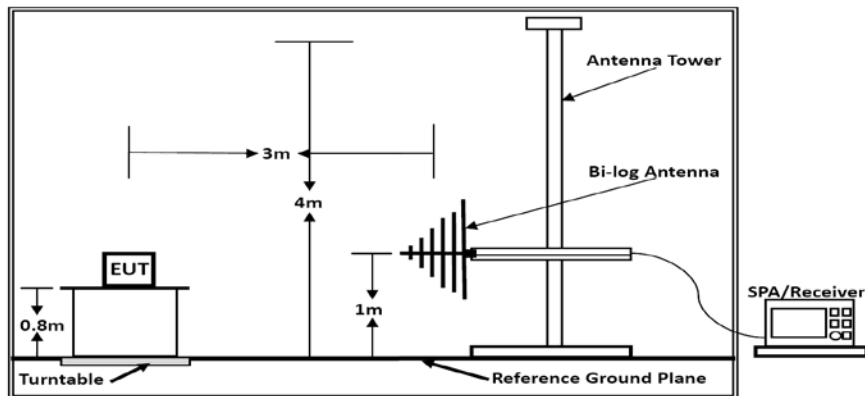 Antenna Tower
3m
Bi-log Antenna
4m
EUT
1m
SPA/Receiver
0.8m
Turntable
Reference Ground Plane